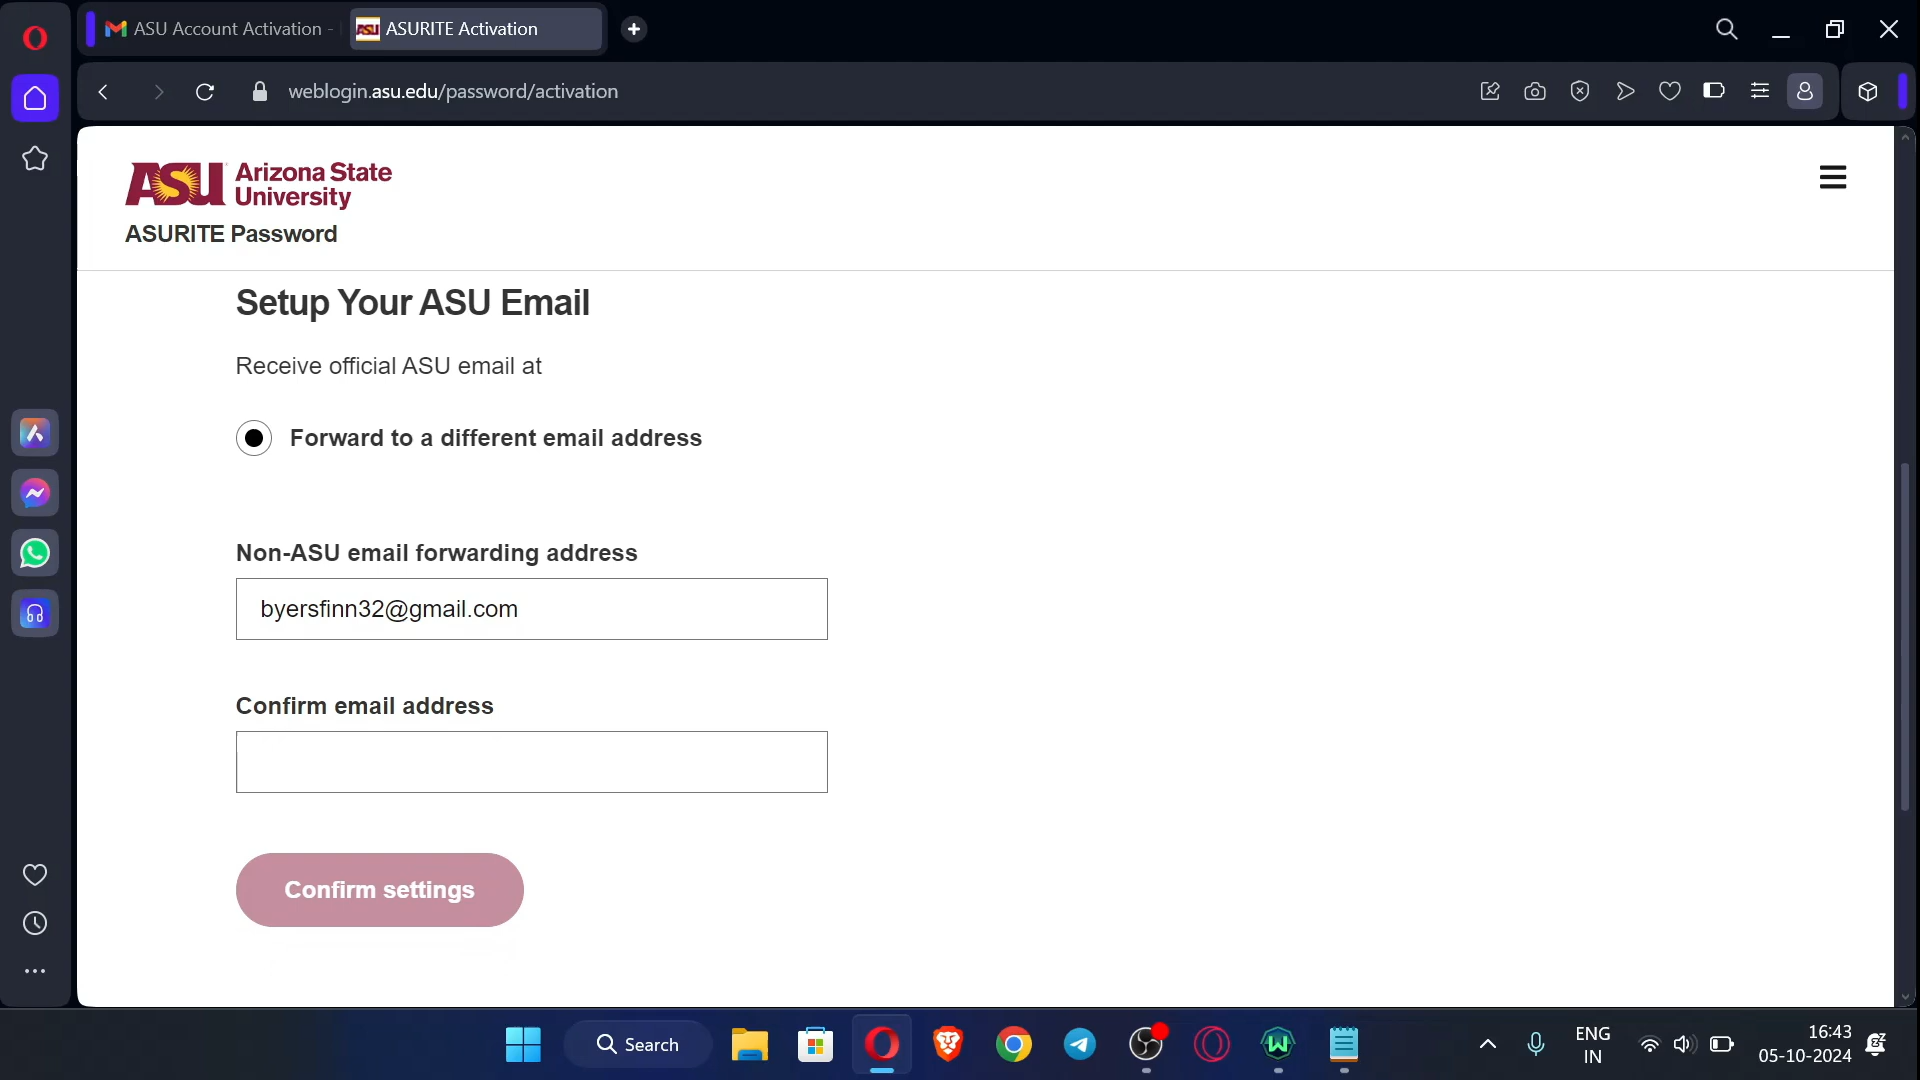 ASU Account Activation -
ASURITE Activation
weblogin.asu.edu/password/activation
ASU Arizona State University
ASURITE Password
Setup Your ASU Email
Receive official ASU email at
Forward to a different email address
Non-ASU email forwarding address
byersfinn32@gmail.com
Confirm email address
Confirm settings
Search
ENG
IN
16:43
05-10-2024